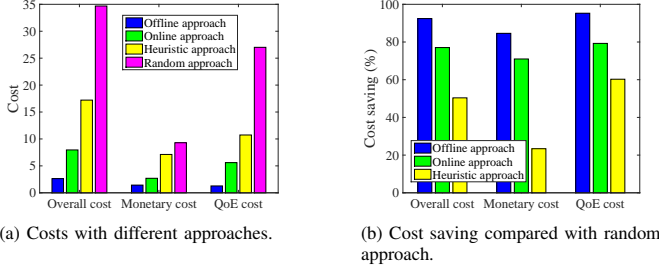 35
30
25
20
15
10
5
0
Cost
Offline approach
Online approach
Heuristic approach
Random approach
Overall cost Monetary cost QoE cost
(a) Costs with different approaches.
100
80
60
40
20
0
Cost saving (%)
Offline approach
Online approach
Heuristic approach
Overall cost Monetary cost QoE cost
(b) Cost saving compared with random
approach.